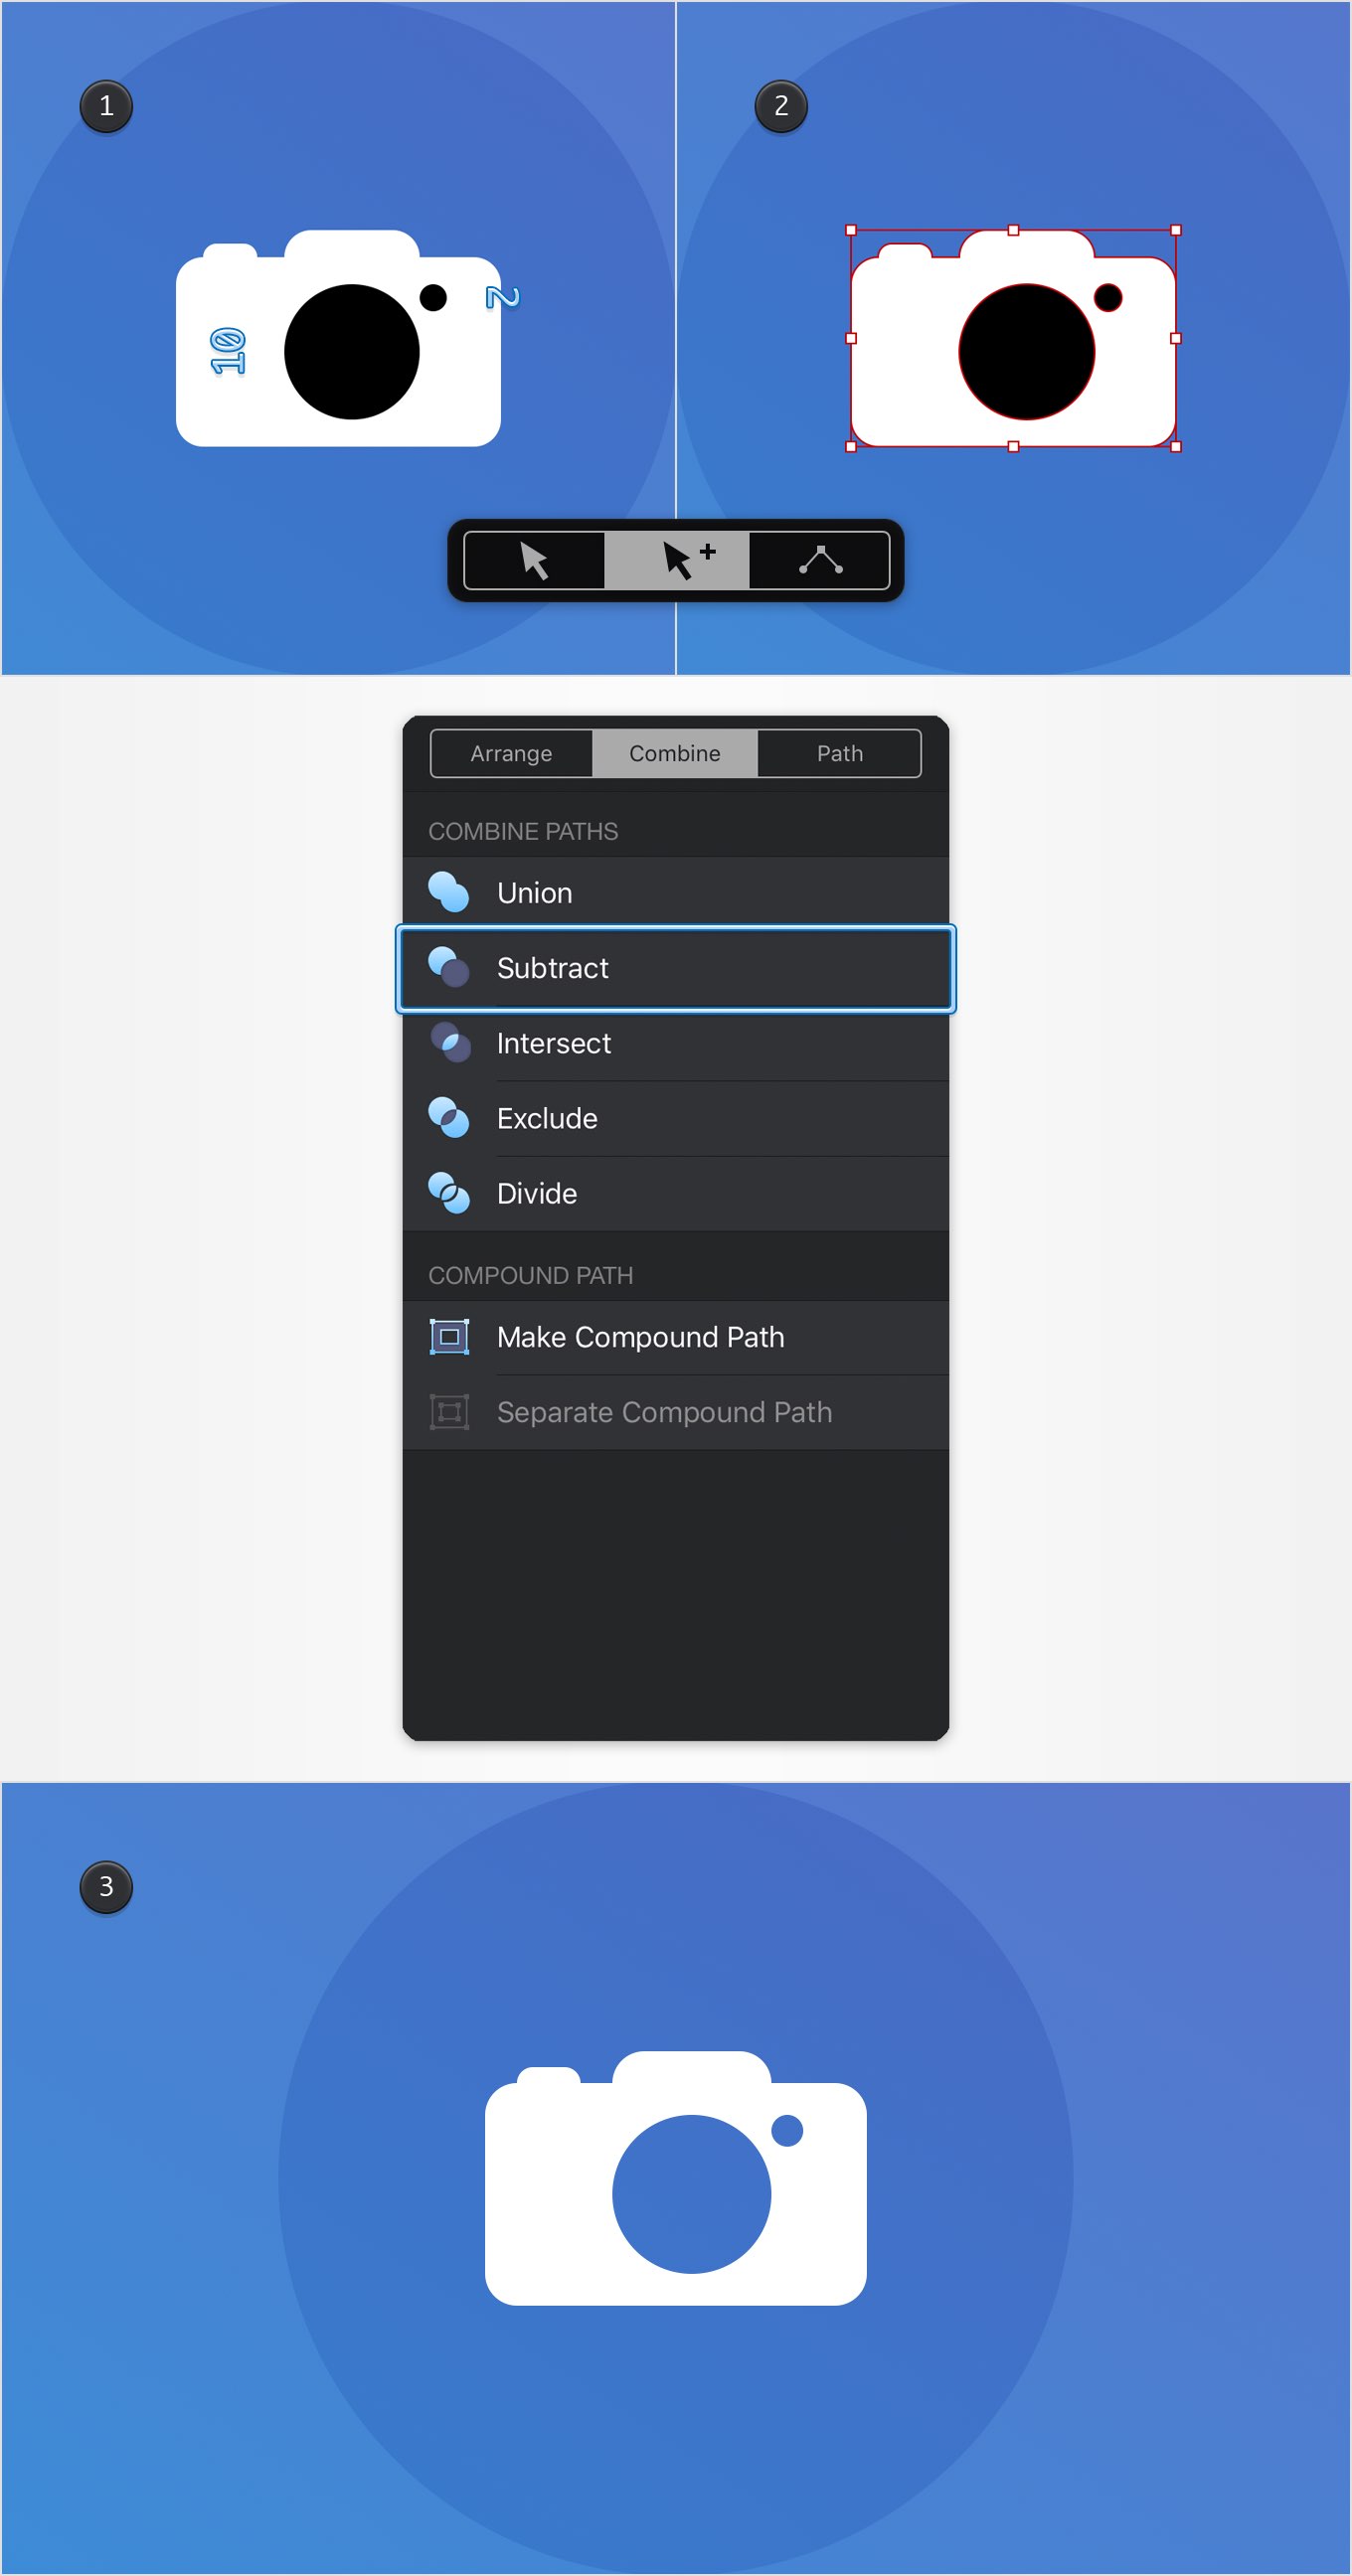 1
2
2
10
Arrange Combine Path
COMBINE PATHS
Union
Subtract
Intersect
Exclude
Divide
COMPOUND PATH
Make Compound Path
Separate Compound Path
3